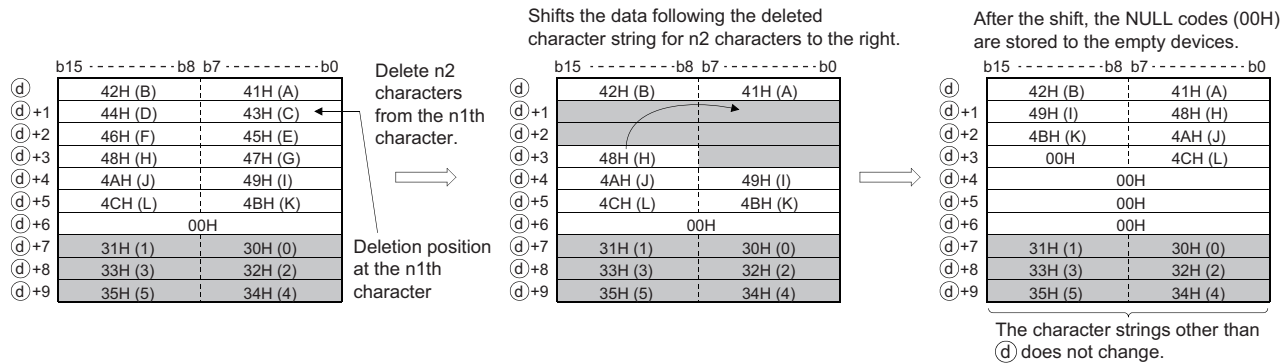 Shifts the data following the deleted
character string for n2 characters to the right.
After the shift, the NULL codes (00H)
are stored to the empty devices.
b15 - - - - - - - - - b8 b7 - - - - - - - - - - b0
d 42H (B) 41H (A)
d+1 44H (D) 43H (C)
d+2 46H (F) 45H (E)
d+3 48H (H) 47H (G)
d+4 4AH (J) 49H (I)
d+5 4CH (L) 4BH (K)
d+6 00H
d+7 31H (1) 30H (0)
d+8 33H (3) 32H (2)
d+9 35H (5) 34H (4)
Delete n2
characters
from the n1th
character.
Deletion position
at the n1th
character
b15 - - - - - - - - - b8 b7 - - - - - - - - - - b0
d 42H (B) 41H (A)
d+1
d+2
d+3 48H (H)
d+4 4AH (J) 49H (I)
d+5 4CH (L) 4BH (K)
d+6 00H
d+7 31H (1) 30H (0)
d+8 33H (3) 32H (2)
d+9 35H (5) 34H (4)
b15 - - - - - - - - - b8 b7 - - - - - - - - - - b0
d 42H (B) 41H (A)
d+1 49H (I) 48H (H)
d+2 4BH (K) 4AH (J)
d+3 00H 4CH (L)
d+4 00H
d+5 00H
d+6 00H
d+7 31H (1) 30H (0)
d+8 33H (3) 32H (2)
d+9 35H (5) 34H (4)
The character strings other than
d does not change.